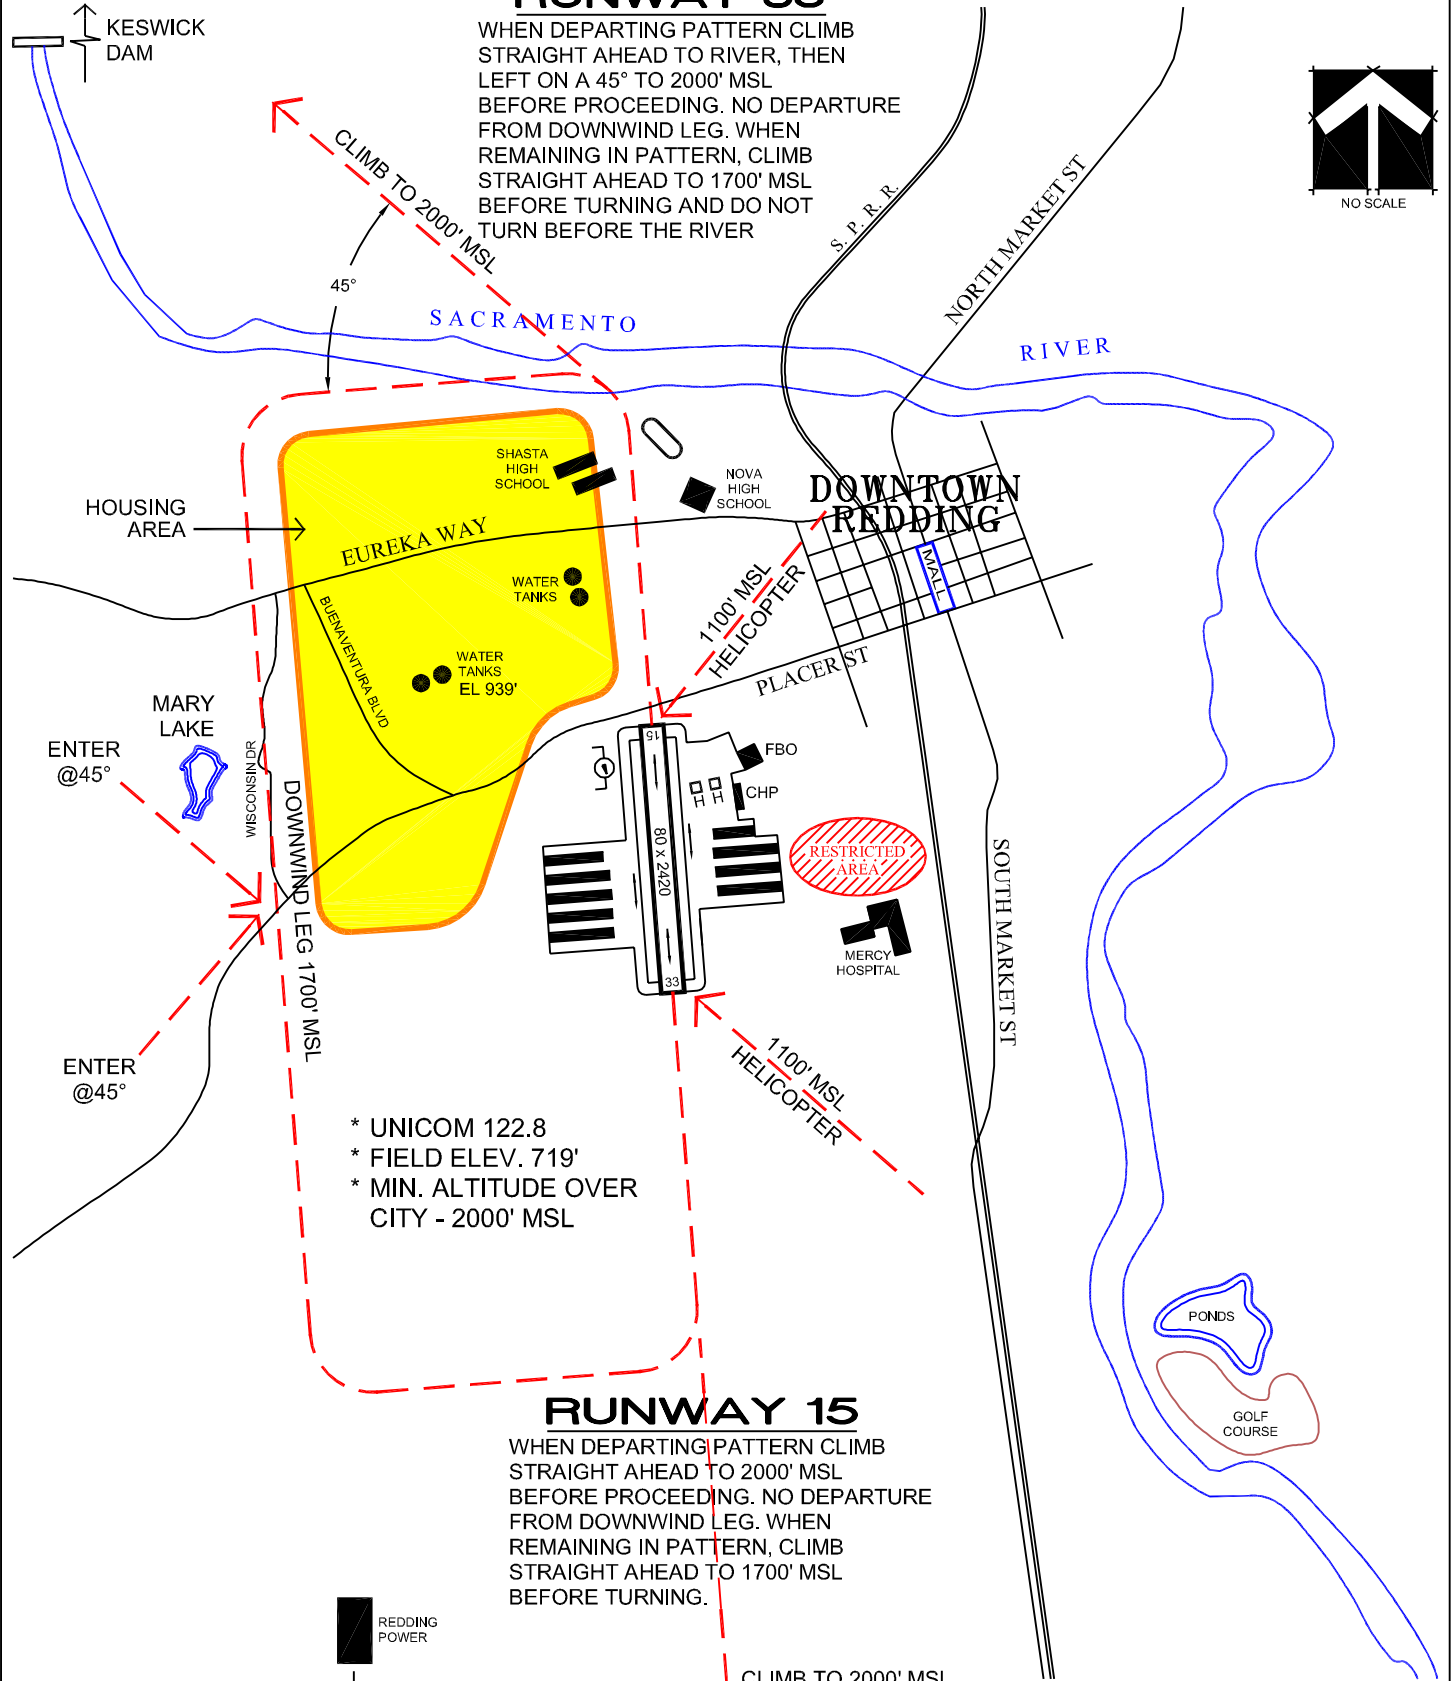 RUNWAY 33
WHEN DEPARTING PATTERN CLIMB
STRAIGHT AHEAD TO RIVER, THEN
LEFT ON A 45° TO 2000' MSL
BEFORE PROCEEDING. NO DEPARTURE
FROM DOWNWIND LEG. WHEN
REMAINING IN PATTERN, CLIMB
STRAIGHT AHEAD TO 1700' MSL
BEFORE TURNING AND DO NOT
TURN BEFORE THE RIVER
KESWICK
DAM
CLIMB TO 2000' MSL
45°
S. P. R. R.
NORTH MARKET ST
NO SCALE
SACRAMENTO
RIVER
HOUSING
AREA
SHASTA
HIGH
SCHOOL
NOVA
HIGH
SCHOOL
DOWNTOWN
REDDING
MALL
EUREKA WAY
WATER
TANKS
BUENAVENTURA BLVD
WATER
TANKS
EL 939'
1100' MSL
HELICOPTER
PLACER ST
MARY
LAKE
ENTER
@45°
WISCONSIN DR
DOWNWIND LEG 1700' MSL
15
80 x 2420
33
H H
FBO
CHP
RESTRICTED
AREA
MERCY
HOSPITAL
SOUTH MARKET ST
ENTER
@45°
1100' MSL
HELICOPTER
* UNICOM 122.8
* FIELD ELEV. 719'
* MIN. ALTITUDE OVER
CITY - 2000' MSL
PONDS
GOLF
COURSE
RUNWAY 15
WHEN DEPARTING PATTERN CLIMB
STRAIGHT AHEAD TO 2000' MSL
BEFORE PROCEEDING. NO DEPARTURE
FROM DOWNWIND LEG. WHEN
REMAINING IN PATTERN, CLIMB
STRAIGHT AHEAD TO 1700' MSL
BEFORE TURNING.
REDDING
POWER
CLIMB TO 2000' MSL